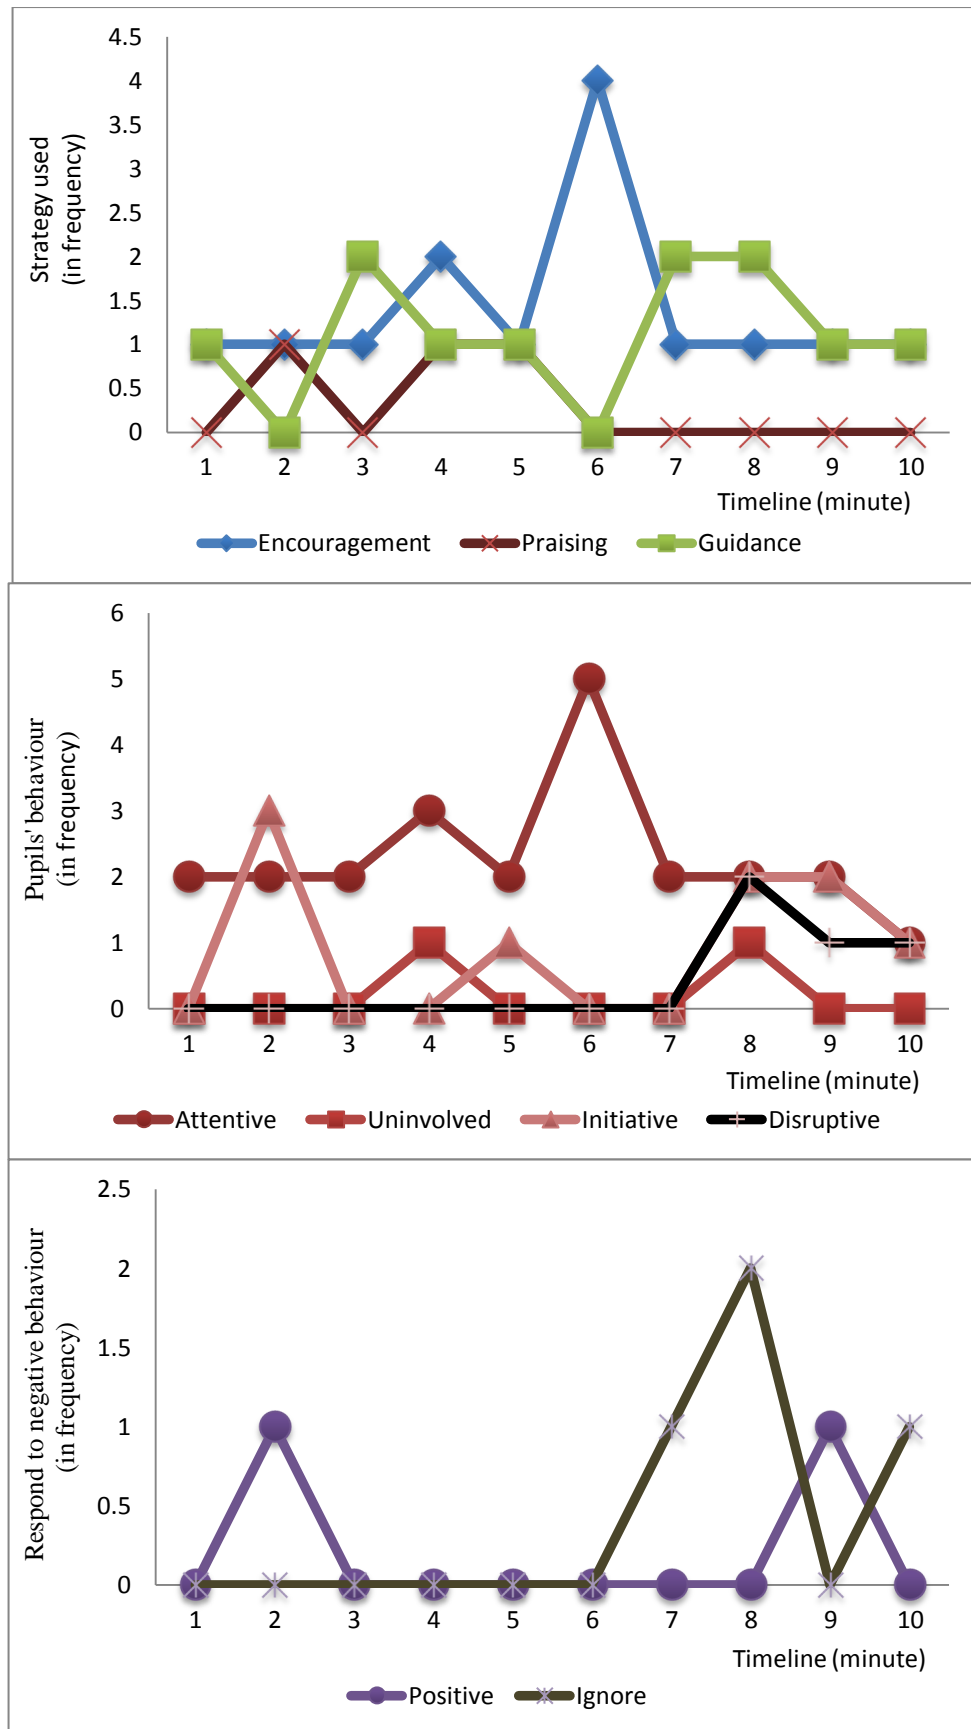 4.5
4
3.5
3
2.5
2
1.5
1
0.5
0
Strategy used
(in frequency)
1 2 3 4 5 6 7 8 9 10
Timeline (minute)
Encouragement Praising Guidance
6
5
4
3
2
1
0
Pupils' behaviour
(in frequency)
1 2 3 4 5 6 7 8 9 10
Timeline (minute)
Attentive Uninvolved Initiative Disruptive
2.5
2
1.5
1
0.5
0
Respond to negative behaviour
(in frequency)
1 2 3 4 5 6 7 8 9 10
Timeline (minute)
Positive Ignore